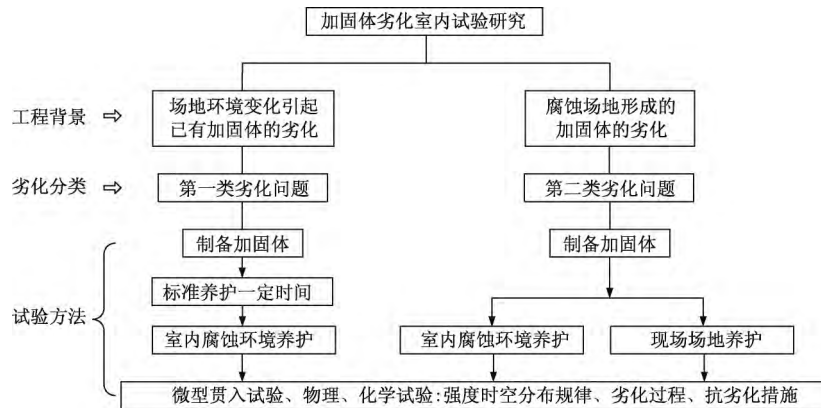 加固体劣化室内试验研究
工程背景
场地环境变化引起
已有加固体的劣化
腐蚀场地形成的
加固体的劣化
劣化分类
第一类劣化问题
第二类劣化问题
试验方法
制备加固体
制备加固体
标准养护一定时间
室内腐蚀环境养护
室内腐蚀环境养护
现场场地养护
微型贯入试验、物理、化学试验:强度时空分布规律、劣化过程、抗劣化措施